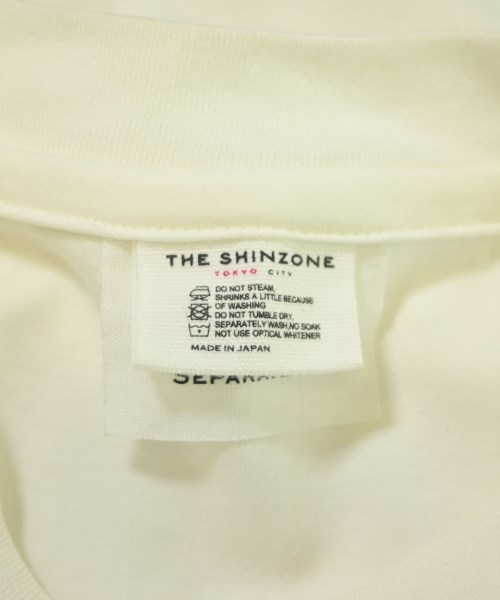 THE SHINZONE
TOKYO CITY
DO NOT STEAM,
SHRINKS A LITTLE BECAUSE
OF WASHING
DO NOT TUMBLE DRY,
SEPARATELY WASH, NO SOAK
NOT USE OPTICAL WHITENER
MADE IN JAPAN